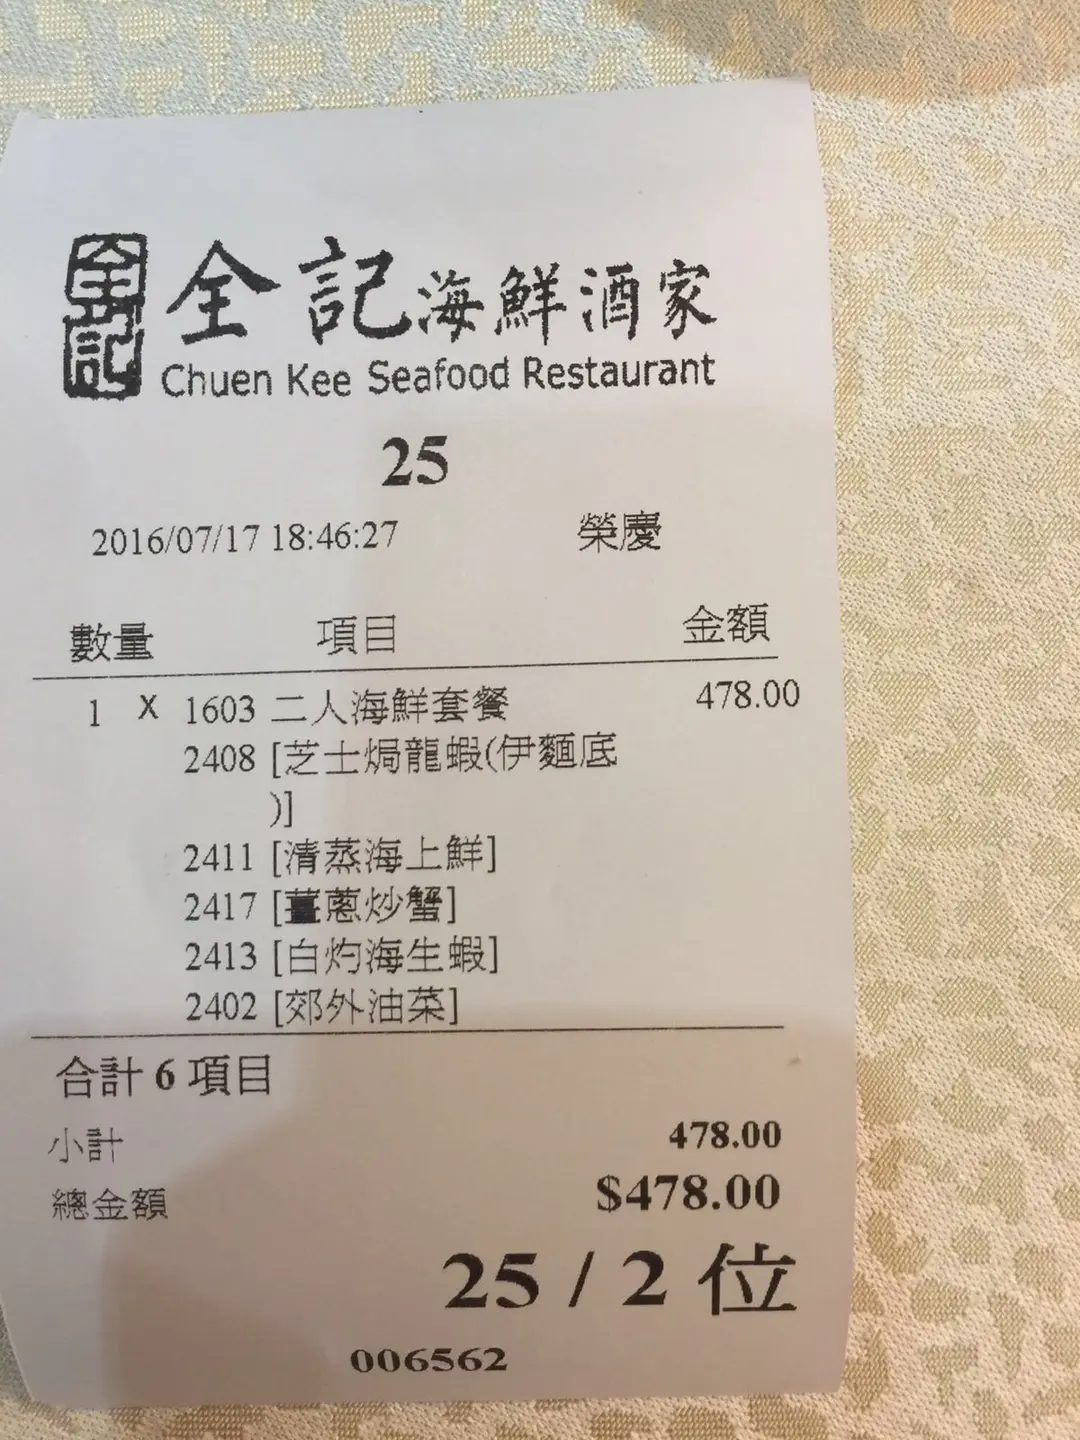 全記
全記海鮮酒家
Chuen Kee Seafood Restaurant
25
2016/07/17 18:46:27 榮慶
數量 項目 金額
1 X 1603 二人海鮮套餐 478.00
2408 [芝士焗龍蝦(伊麵底
)]
2411 [清蒸海上鮮]
2417 [薑蔥炒蟹]
2413 [白灼海生蝦]
2402 [郊外油菜]
合計 6 項目
小計 478.00
總金額 $478.00
25 / 2 位
006562